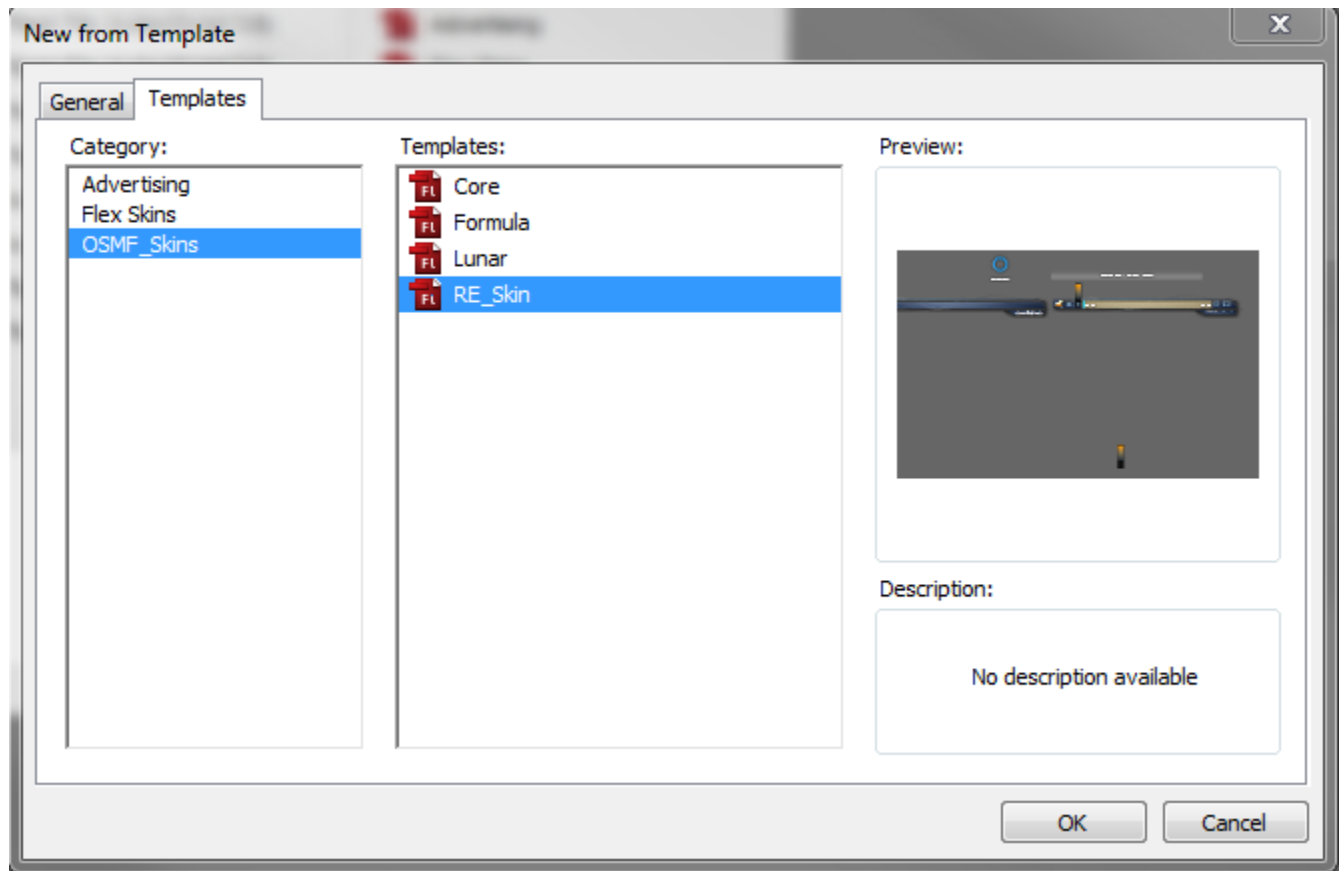 New from Template
General
Templates
Category:
Advertising
Flex Skins
OSMF_Skins
Templates:
Core
Formula
Lunar
RE_Skin
Preview:
Description:
No description available
OK
Cancel